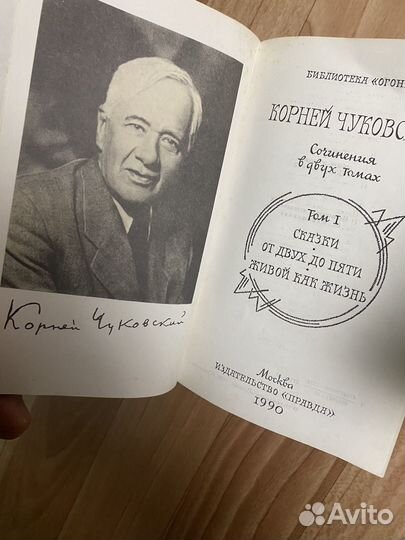 Корней Чуковский
БИБЛИОТЕКА «ОГОН
КОРНЕЙ ЧУКОВС
Сочинения
в двух томах
Том I
СКАЗКИ
•
ОТ ДВУХ ДО ПЯТИ
•
ЖИВОЙ КАК ЖИЗНЬ
Москва
ИЗДАТЕЛЬСТВО «ПРАВДА»
1990
Avito